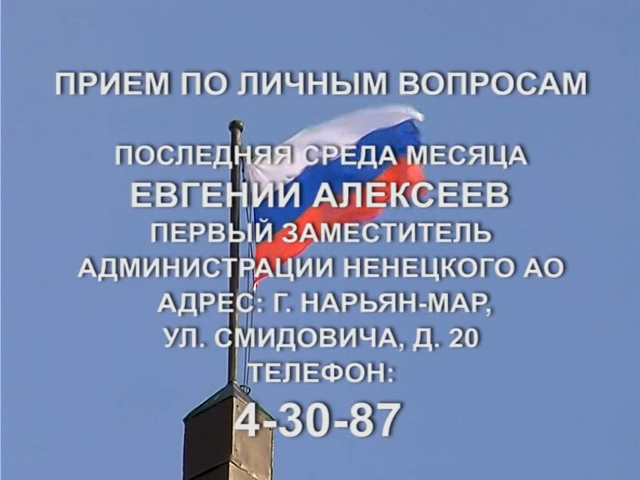 ПРИЕМ ПО ЛИЧНЫМ ВОПРОСАМ
ПОСЛЕДНЯЯ СРЕДА МЕСЯЦА
ЕВГЕНИЙ АЛЕКСЕЕВ
ПЕРВЫЙ ЗАМЕСТИТЕЛЬ
АДМИНИСТРАЦИИ НЕНЕЦКОГО АО
АДРЕС: Г. НАРЬЯН-МАР,
УЛ. СМИДОВИЧА, Д. 20
ТЕЛЕФОН:
4-30-87